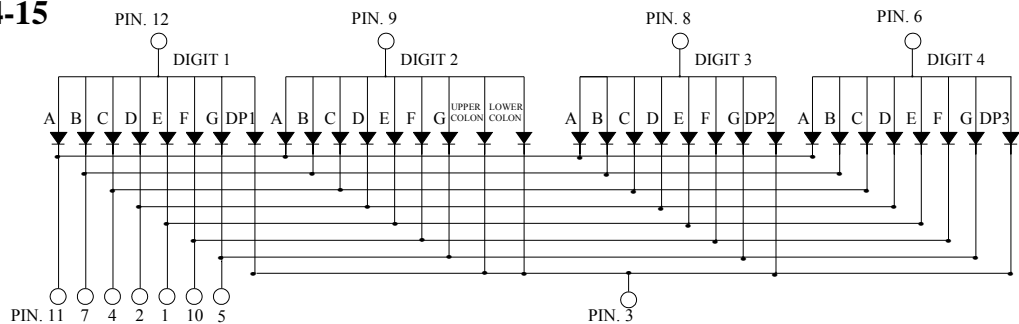 4-15
PIN. 12 PIN. 9 PIN. 8 PIN. 6
DIGIT 1 DIGIT 2 DIGIT 3 DIGIT 4
A B C D E F G DP1 A B C D E F G UPPER COLON LOWER COLON A B C D E F G DP2 A B C D E F G DP3
PIN. 11 7 4 2 1 10 5 PIN. 3